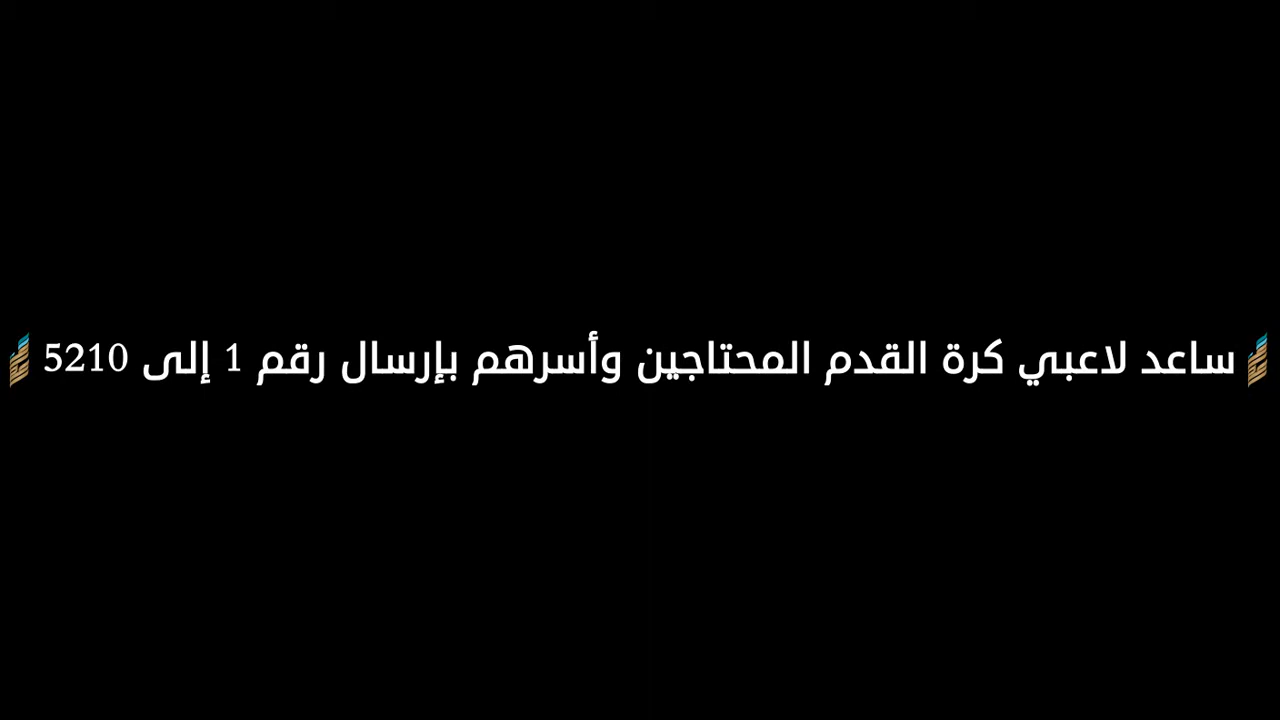 ساعد لاعبي كرة القدم المحتاجين وأسرهم بإرسال رقم 1 إلى 5210